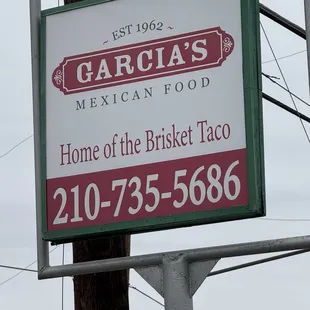 EST 1962
GARCIA'S
MEXICAN FOOD
Home of the Brisket Taco
210-735-5686